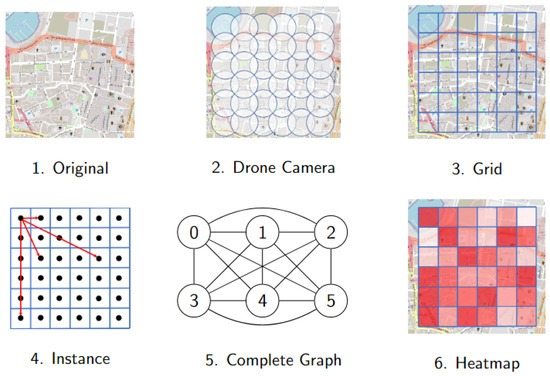 1. Original
2. Drone Camera
3. Grid
0
1
2
3
4
5
4. Instance
5. Complete Graph
6. Heatmap